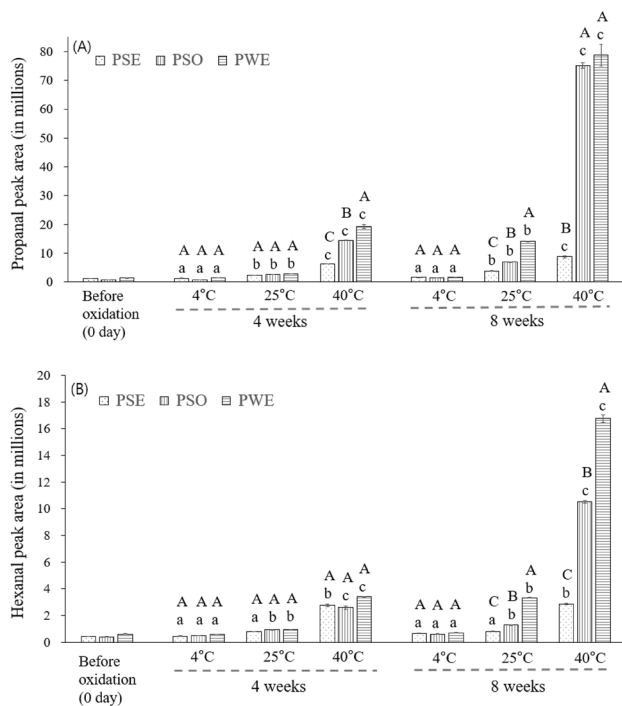 (A)
PSE PSO PWE
Propanal peak area (in millions)
80
70
60
50
40
30
20
10
0
A A A
a a a
A A A
b b b
C B A
c c c
A A A
a a a
C B A
b b b
B A A
c c c
Before
oxidation
(0 day)
4°C 25°C 40°C 4°C 25°C 40°C
4 weeks 8 weeks
(B)
PSE PSO PWE
Hexanal peak area (in millions)
20
18
16
14
12
10
8
6
4
2
0
A A A
a a a
A A A
a b b
A A A
b c c
A A A
a a a
C B A
a b b
C B A
b c c
Before
oxidation
(0 day)
4°C 25°C 40°C 4°C 25°C 40°C
4 weeks 8 weeks